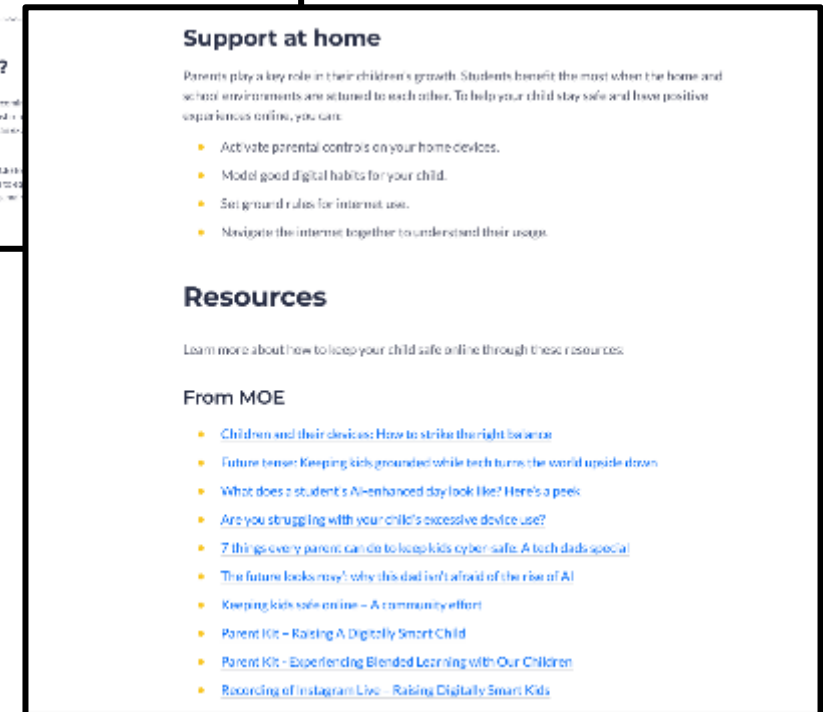 ?
Support at home
Parents play a key role in their children's growth. Students benefit the most when the home and
school environments are attuned to each other. To help your child stay safe and have positive
experiences online, you can:
Activate parental controls on your home devices.
Model good digital habits for your child.
Set ground rules for internet use.
Navigate the internet together to understand their usage.
Resources
Learn more about how to keep your child safe online through these resources:
From MOE
Children and their devices: How to strike the right balance
Future tense: Keeping kids grounded while tech turns the world upside down
What does a student's AI-enhanced day look like? Here's a peek
Are you struggling with your child's excessive device use?
7 things every parent can do to keep kids cyber-safe. A tech dads special
'The future looks rosy': why this dad isn't afraid of the rise of AI
Keeping kids safe online – A community effort
Parent Kit – Raising A Digitally Smart Child
Parent Kit - Experiencing Blended Learning with Our Children
Recording of Instagram Live – Raising Digitally Smart Kids